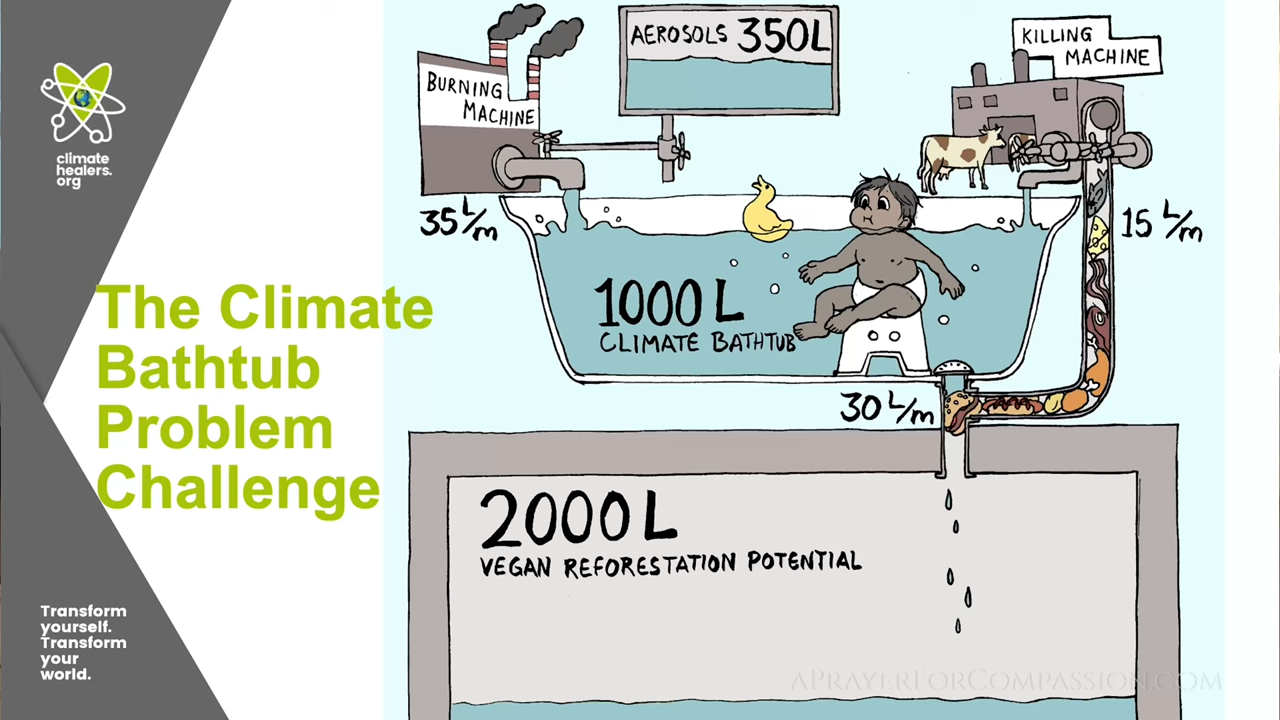 climate
healers.
org
The Climate
Bathtub
Problem
Challenge
Transform
yourself.
Transform
your
world.
BURNING
MACHINE
AEROSOLS 350L
KILLING
MACHINE
35 L/m
15 L/m
1000 L
CLIMATE BATHTUB
30 L/m
2000 L
VEGAN REFORESTATION POTENTIAL
APRAYERFORCOMPASSION.COM